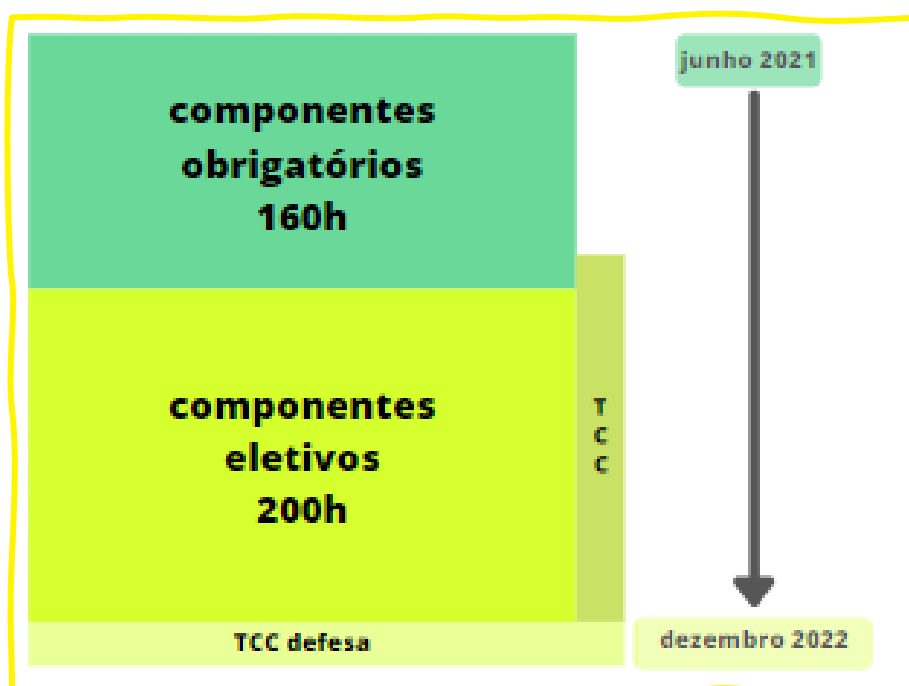 componentes
obrigatórios
160h
componentes
eletivos
200h
T
C
C
TCC defesa
junho 2021
dezembro 2022